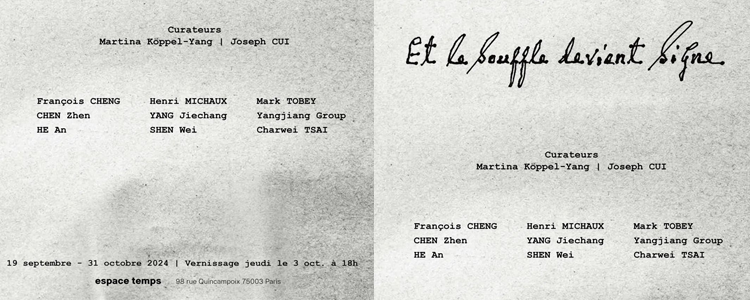 Curateurs
Martina Köppel-Yang | Joseph CUI
François CHENG Henri MICHAUX Mark TOBEY
CHEN Zhen YANG Jiechang Yangjiang Group
HE An SHEN Wei Charwei TSAI
19 septembre - 31 octobre 2024 | Vernissage jeudi le 3 oct. à 18h
espace temps 98 rue Quincampoix 75003 Paris
Et le souffle devient signe.
Curateurs
Martina Köppel-Yang | Joseph CUI
François CHENG Henri MICHAUX Mark TOBEY
CHEN Zhen YANG Jiechang Yangjiang Group
HE An SHEN Wei Charwei TSAI